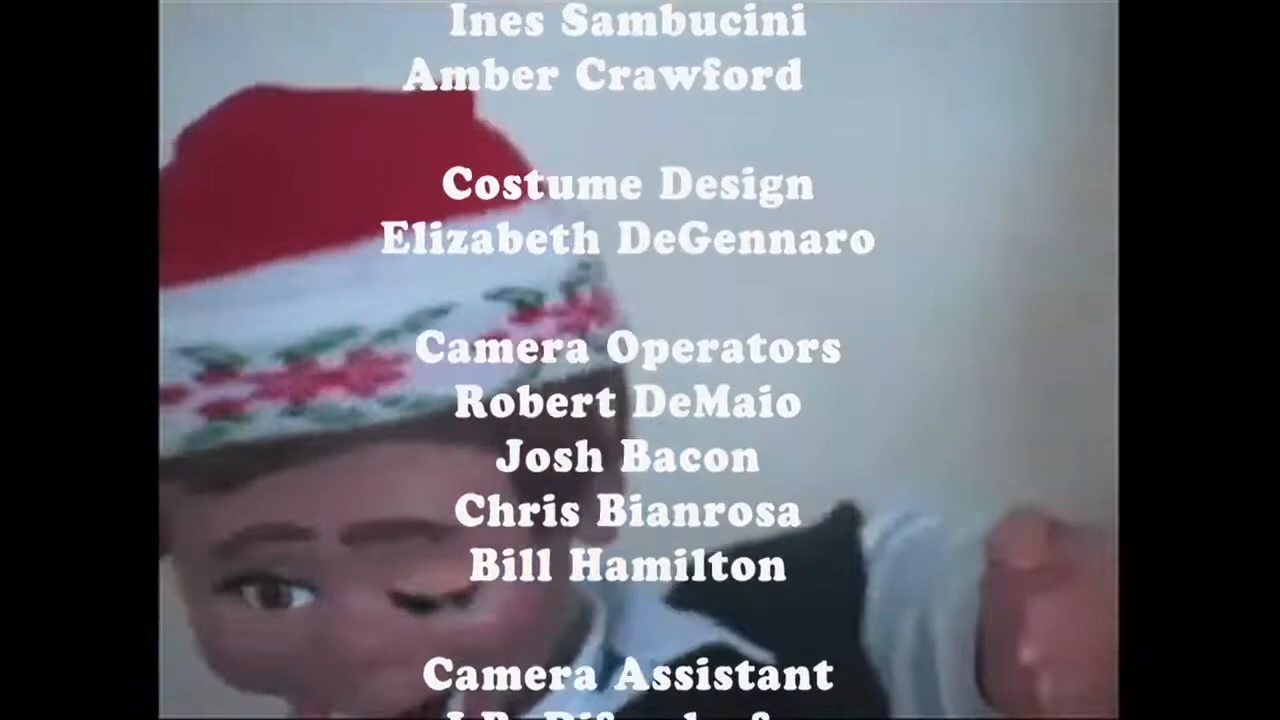 Ines Sambucini
Amber Crawford
Costume Design
Elizabeth DeGennaro
Camera Operators
Robert DeMaio
Josh Bacon
Chris Bianrosa
Bill Hamilton
Camera Assistant